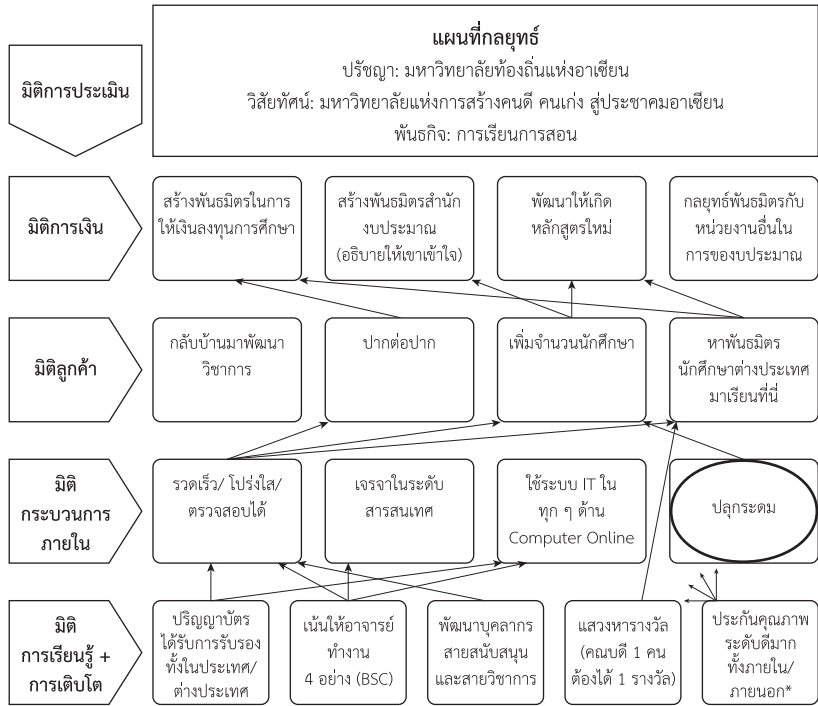 แผนที่กลยุทธ์
ปรัชญา: มหาวิทยาลัยท้องถิ่นแห่งอาเซียน
วิสัยทัศน์: มหาวิทยาลัยแห่งการสร้างคนดี คนเก่ง สู่ประชาคมอาเซียน
พันธกิจ: การเรียนการสอน
มิติการประเมิน
มิติการเงิน
สร้างพันธมิตรในการ
ให้เงินลงทุนการศึกษา
สร้างพันธมิตรสำนัก
งบประมาณ
(อธิบายให้เขาเข้าใจ)
พัฒนาให้เกิด
หลักสูตรใหม่
กลยุทธ์พันธมิตรกับ
หน่วยงานอื่นใน
การของบประมาณ
มิติลูกค้า
กลับบ้านมาพัฒนา
วิชาการ
ปากต่อปาก
เพิ่มจำนวนนักศึกษา
หาพันธมิตร
นักศึกษาต่างประเทศ
มาเรียนที่นี่
มิติ
กระบวนการ
ภายใน
รวดเร็ว/ โปร่งใส/
ตรวจสอบได้
เจรจาในระดับ
สารสนเทศ
ใช้ระบบ IT ใน
ทุก ๆ ด้าน
Computer Online
ปลุกระดม
มิติ
การเรียนรู้ +
การเติบโต
ปริญญาบัตร
ได้รับการรับรอง
ทั้งในประเทศ/
ต่างประเทศ
เน้นให้อาจารย์
ทำงาน
4 อย่าง (BSC)
พัฒนาบุคลากร
สายสนับสนุน
และสายวิชาการ
แสวงหารางวัล
(คณบดี 1 คน
ต้องได้ 1 รางวัล)
ประกันคุณภาพ
ระดับดีมาก
ทั้งภายใน/
ภายนอก*